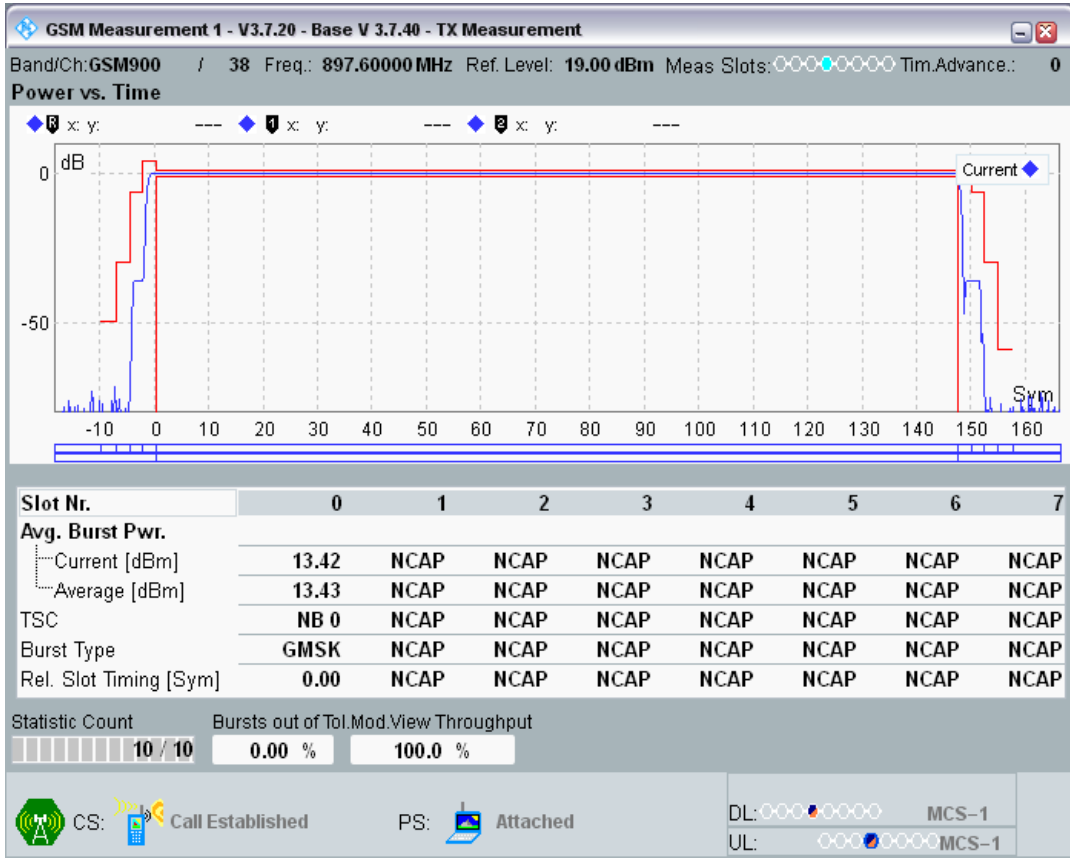 GSM Measurement 1 - V3.7.20 - Base V 3.7.40 - TX Measurement
Band/Ch:GSM900 / 38 Freq.: 897.60000 MHz Ref. Level: 19.00 dBm Meas Slots: Tim.Advance.: 0
Power vs. Time
R x: y: --- 1 x: y: --- 2 x: y: ---
dB
0
Current
-50
Sym
-10 0 10 20 30 40 50 60 70 80 90 100 110 120 130 140 150 160
Slot Nr. 0 1 2 3 4 5 6 7
Avg. Burst Pwr.
Current [dBm] 13.42 NCAP NCAP NCAP NCAP NCAP NCAP NCAP
Average [dBm] 13.43 NCAP NCAP NCAP NCAP NCAP NCAP NCAP
TSC NB 0 NCAP NCAP NCAP NCAP NCAP NCAP NCAP
Burst Type GMSK NCAP NCAP NCAP NCAP NCAP NCAP NCAP
Rel. Slot Timing [Sym] 0.00 NCAP NCAP NCAP NCAP NCAP NCAP NCAP
Statistic Count Bursts out of Tol.Mod.View Throughput
10 / 10 0.00 % 100.0 %
CS: Call Established PS: Attached
DL: MCS-1
UL: MCS-1